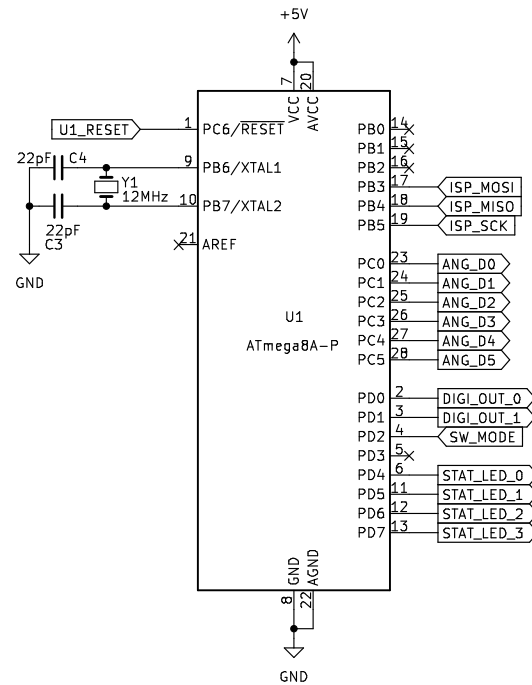 +5V
7 20
VCC AVCC
U1_RESET 1 PC6/RESET
22pF C4 9 PB6/XTAL1
Y1
12MHz
22pF 10 PB7/XTAL2
C3
21 AREF
GND
PB0 14
PB1 15
PB2 16
PB3 17 ISP_MOSI
PB4 18 ISP_MISO
PB5 19 ISP_SCK
PC0 23 ANG_D0
PC1 24 ANG_D1
PC2 25 ANG_D2
PC3 26 ANG_D3
PC4 27 ANG_D4
PC5 28 ANG_D5
U1
ATmega8A-P
PD0 2 DIGI_OUT_0
PD1 3 DIGI_OUT_1
PD2 4 SW_MODE
PD3 5
PD4 6 STAT_LED_0
PD5 11 STAT_LED_1
PD6 12 STAT_LED_2
PD7 13 STAT_LED_3
GND AGND
8 22
GND